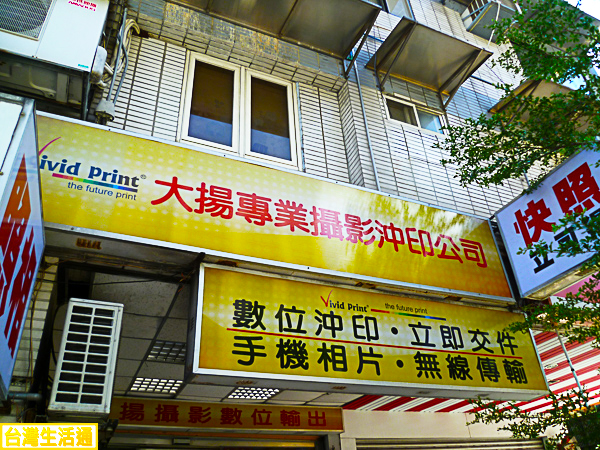 Vivid Print®
the future print
大揚專業攝影沖印公司
Vivid Print®
the future print
數位沖印·立即交件
手機相片·無線傳輸
揚攝影數位輸出
快照
立可
台灣生活通